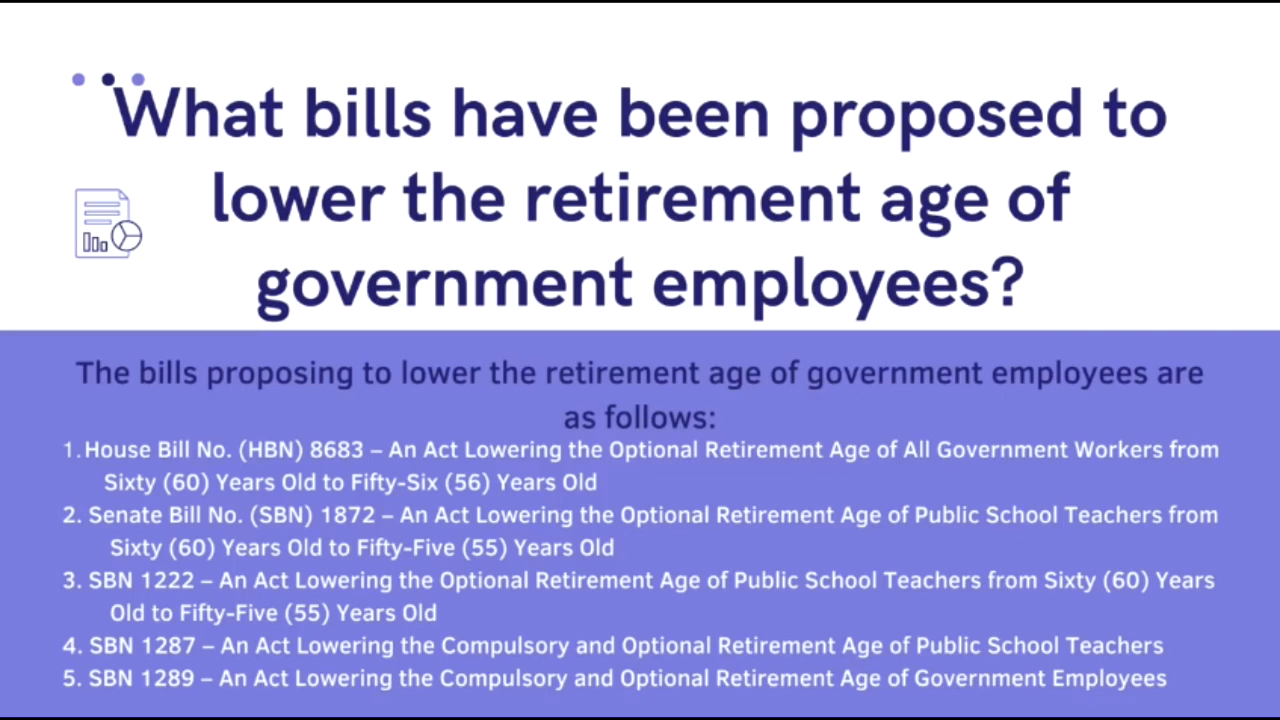 What bills have been proposed to
lower the retirement age of
government employees?
The bills proposing to lower the retirement age of government employees are
as follows:
1. House Bill No. (HBN) 8683 – An Act Lowering the Optional Retirement Age of All Government Workers from
Sixty (60) Years Old to Fifty-Six (56) Years Old
2. Senate Bill No. (SBN) 1872 – An Act Lowering the Optional Retirement Age of Public School Teachers from
Sixty (60) Years Old to Fifty-Five (55) Years Old
3. SBN 1222 – An Act Lowering the Optional Retirement Age of Public School Teachers from Sixty (60) Years
Old to Fifty-Five (55) Years Old
4. SBN 1287 – An Act Lowering the Compulsory and Optional Retirement Age of Public School Teachers
5. SBN 1289 – An Act Lowering the Compulsory and Optional Retirement Age of Government Employees